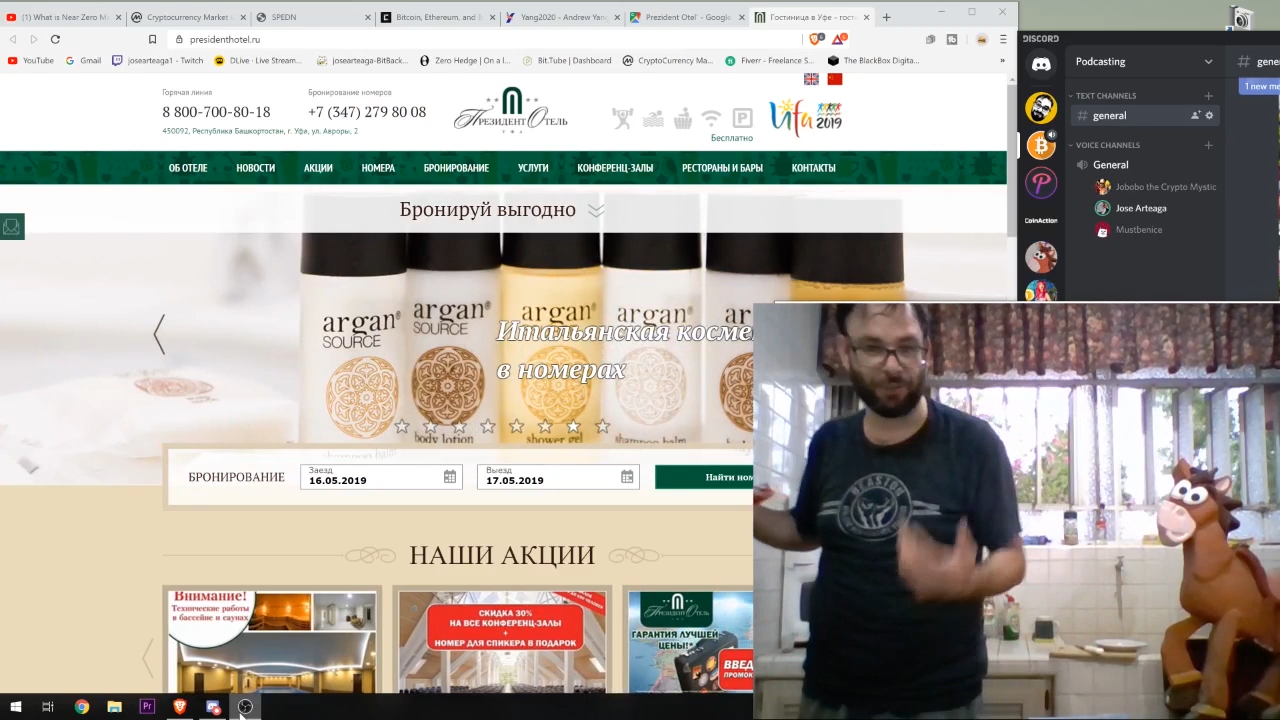 (1) What is Near Zero M
Cryptocurrency Market
SPEDN
Bitcoin, Ethereum, and B
Yang2020 - Andrew Yan
Prezident Otel' - Google
Гостиница в Уфе - гост
presidenthotel.ru
YouTube
Gmail
josearteaga1 - Twitch
DLive · Live Stream...
josearteaga-BitBack...
Zero Hedge | On a l...
Bit.Tube | Dashboard
CryptoCurrency Ma...
Fiverr - Freelance S...
The BlackBox Digita...
Горячая линия
8 800-700-80-18
Бронирование номеров
+7 (347) 279 80 08
450092, Республика Башкортостан, г. Уфа, ул. Авроры, 2
ПРЕЗИДЕНТ ОТЕЛЬ
УФА
Бесплатно
Ufa 2019
ОБ ОТЕЛЕ
НОВОСТИ
АКЦИИ
НОМЕРА
БРОНИРОВАНИЕ
УСЛУГИ
КОНФЕРЕНЦ-ЗАЛЫ
РЕСТОРАНЫ И БАРЫ
КОНТАКТЫ
Бронируй выгодно
argan SOURCE
argan SOURCE
argan
argan
body lotion
shower gel
shampoo balm
Итальянская косме
в номерах
БРОНИРОВАНИЕ
Заезд
16.05.2019
Выезд
17.05.2019
Найти ном
НАШИ АКЦИИ
Внимание!
Технические работы
в бассейне и саунах
СКИДКА 30%
НА ВСЕ КОНФЕРЕНЦ-ЗАЛЫ
+
НОМЕР ДЛЯ СПИКЕРА В ПОДАРОК
ПРЕЗИДЕНТ ОТЕЛЬ
ГАРАНТИЯ ЛУЧШЕЙ
ЦЕНЫ!
ВВЕД
ПРОМОК
DISCORD
Podcasting
# gene
1 new me
TEXT CHANNELS
# general
VOICE CHANNELS
General
Jobobo the Crypto Mystic
Jose Arteaga
Mustbenice
CoinAction
Pr